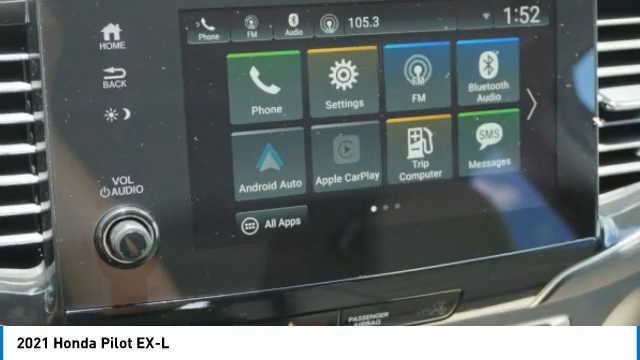 Phone FM Audio 105.3 1:52
HOME
BACK
VOL
AUDIO
Phone
Settings
FM
FM
Bluetooth
Audio
Android Auto
Apple CarPlay
Trip
Computer
SMS
Messages
All Apps
PASSENGER
AIRBAG
2021 Honda Pilot EX-L